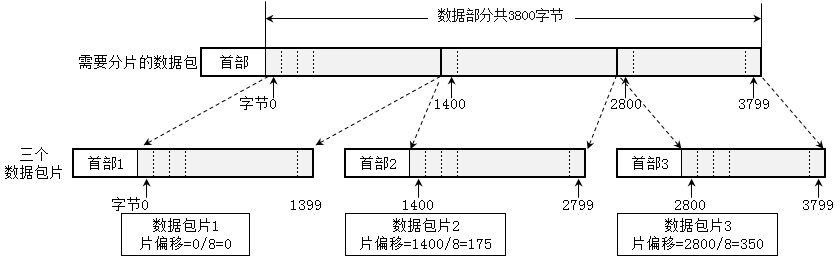 数据部分共3800字节
需要分片的数据包
首部
字节0
1400
2800
3799
三个
数据包片
首部1
首部2
首部3
字节0
1399
1400
2799
2800
3799
数据包片1
片偏移=0/8=0
数据包片2
片偏移=1400/8=175
数据包片3
片偏移=2800/8=350